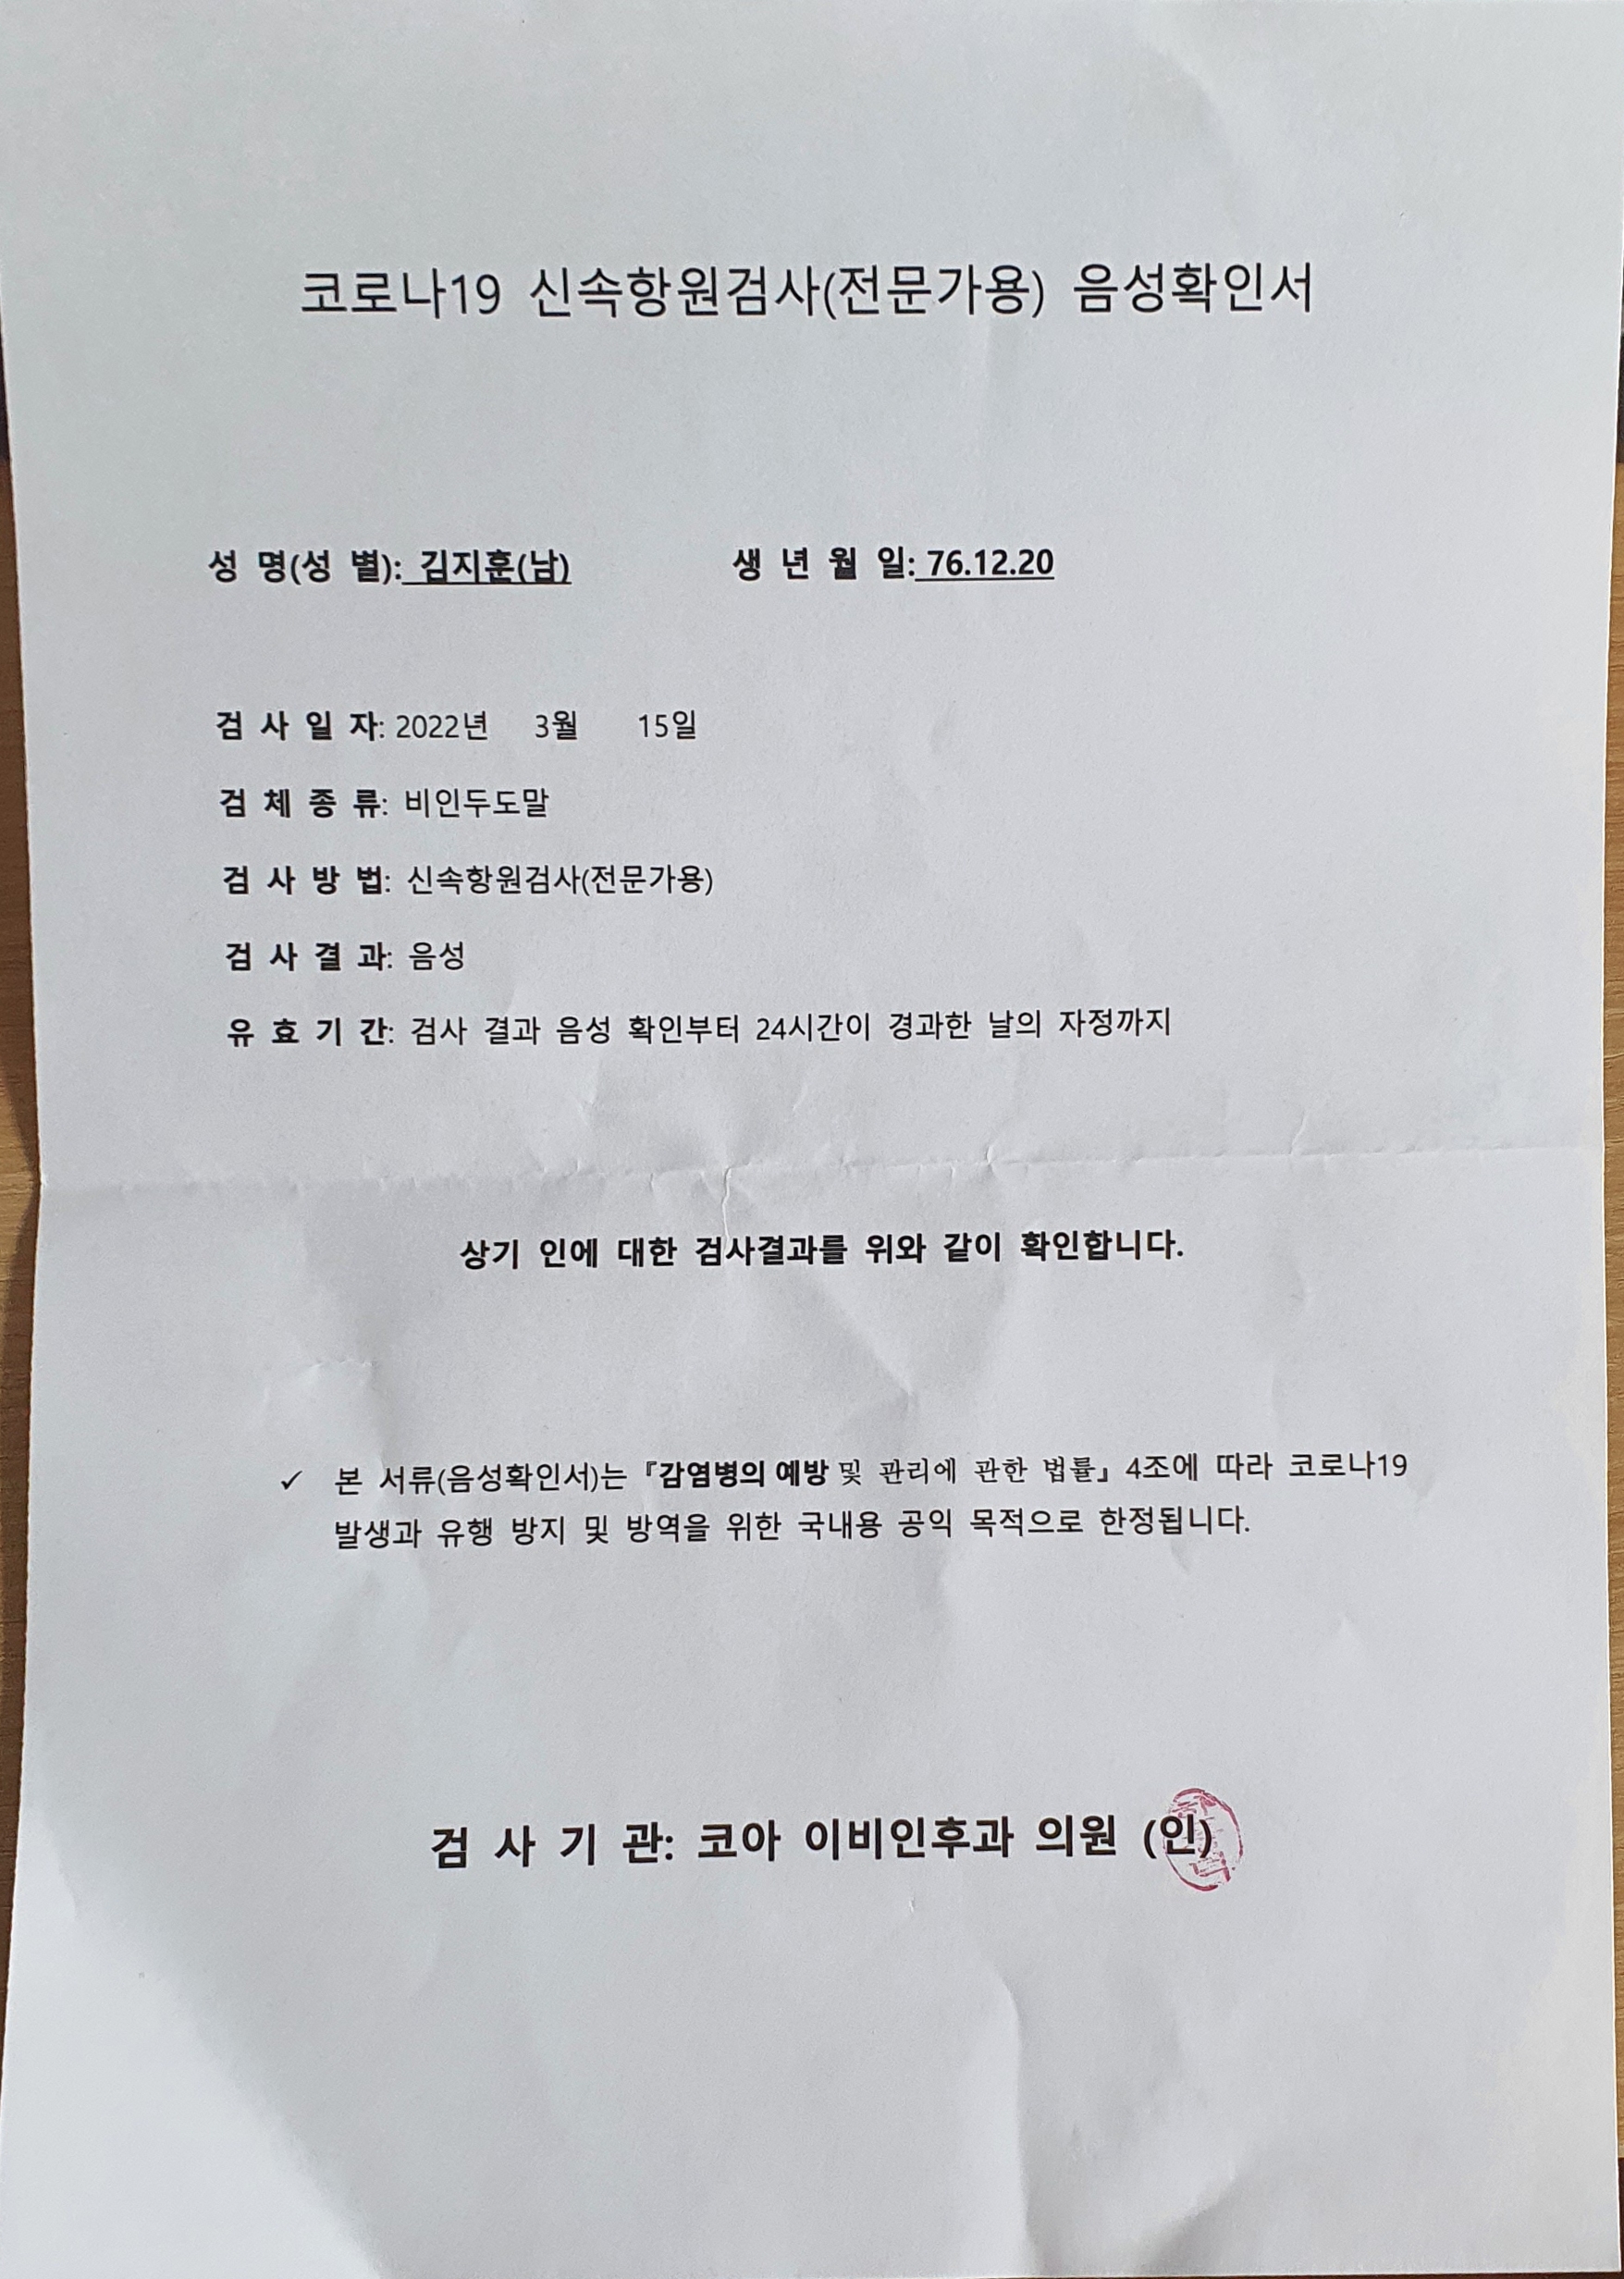 코로나19 신속항원검사(전문가용) 음성확인서
성 명(성 별): 김지훈(남) 생 년 월 일: 76.12.20
검 사 일 자: 2022년 3월 15일
검 체 종 류: 비인두도말
검 사 방 법: 신속항원검사(전문가용)
검 사 결 과: 음성
유 효 기 간: 검사 결과 음성 확인부터 24시간이 경과한 날의 자정까지
상기 인에 대한 검사결과를 위와 같이 확인합니다.
✓ 본 서류(음성확인서)는 『감염병의 예방 및 관리에 관한 법률』 4조에 따라 코로나19
발생과 유행 방지 및 방역을 위한 국내용 공익 목적으로 한정됩니다.
검 사 기 관: 코아 이비인후과 의원 (인)